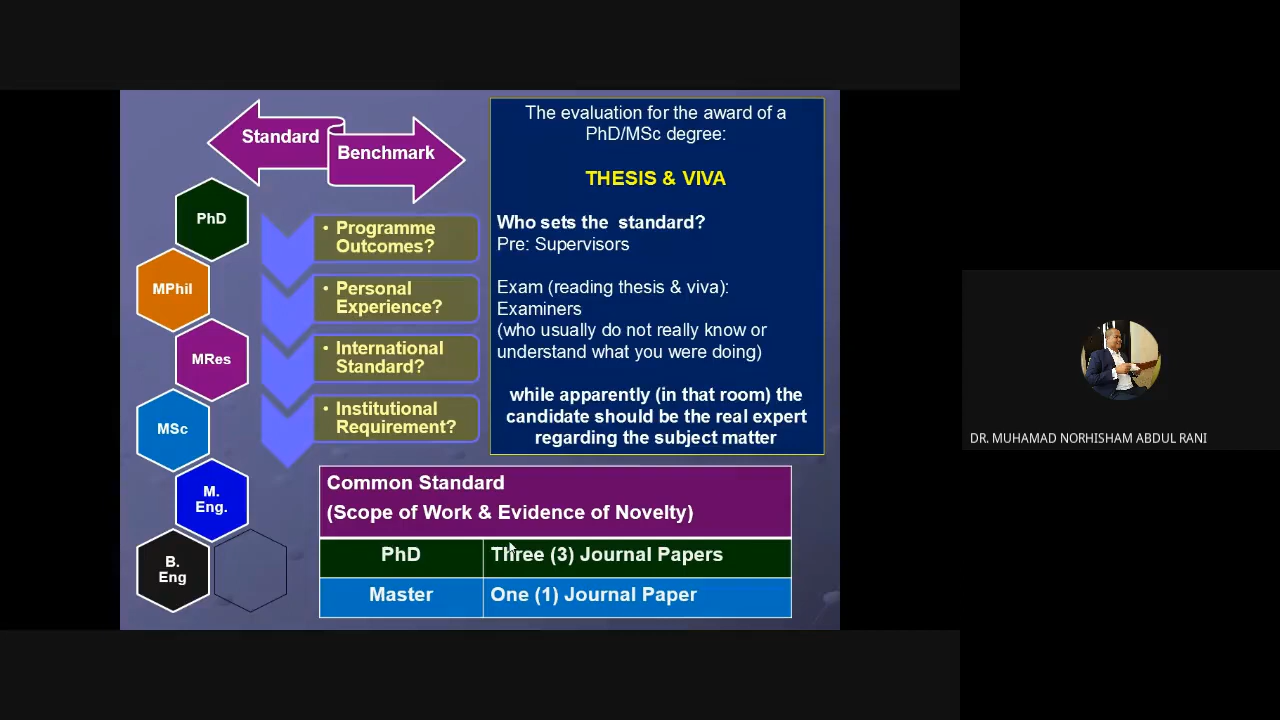 Standard
Benchmark
PhD
MPhil
MRes
MSc
M.
Eng.
B.
Eng
• Programme
Outcomes?
• Personal
Experience?
• International
Standard?
• Institutional
Requirement?
The evaluation for the award of a
PhD/MSc degree:
THESIS & VIVA
Who sets the standard?
Pre: Supervisors
Exam (reading thesis & viva):
Examiners
(who usually do not really know or
understand what you were doing)
while apparently (in that room) the
candidate should be the real expert
regarding the subject matter
Common Standard
(Scope of Work & Evidence of Novelty)
PhD Three (3) Journal Papers
Master One (1) Journal Paper
DR. MUHAMAD NORHISHAM ABDUL RANI